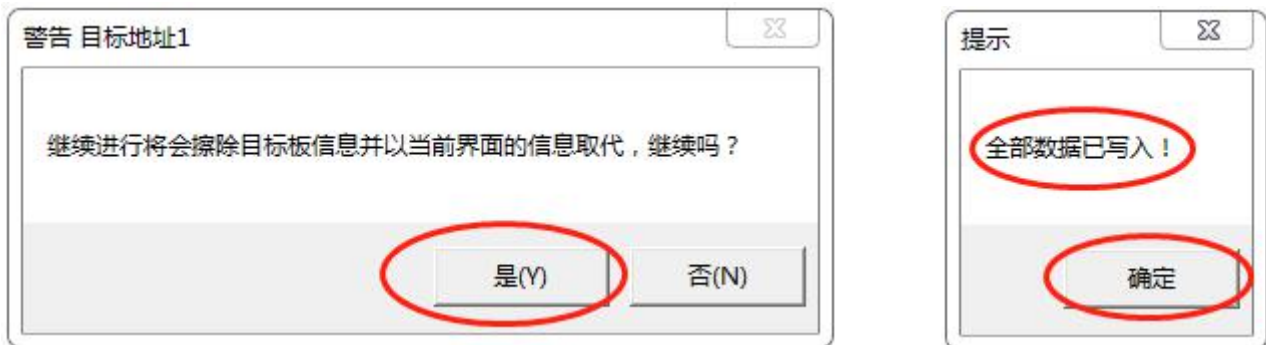 警告 目标地址1
继续进行将会擦除目标板信息并以当前界面的信息取代，继续吗？
是(Y)
否(N)
提示
全部数据已写入！
确定